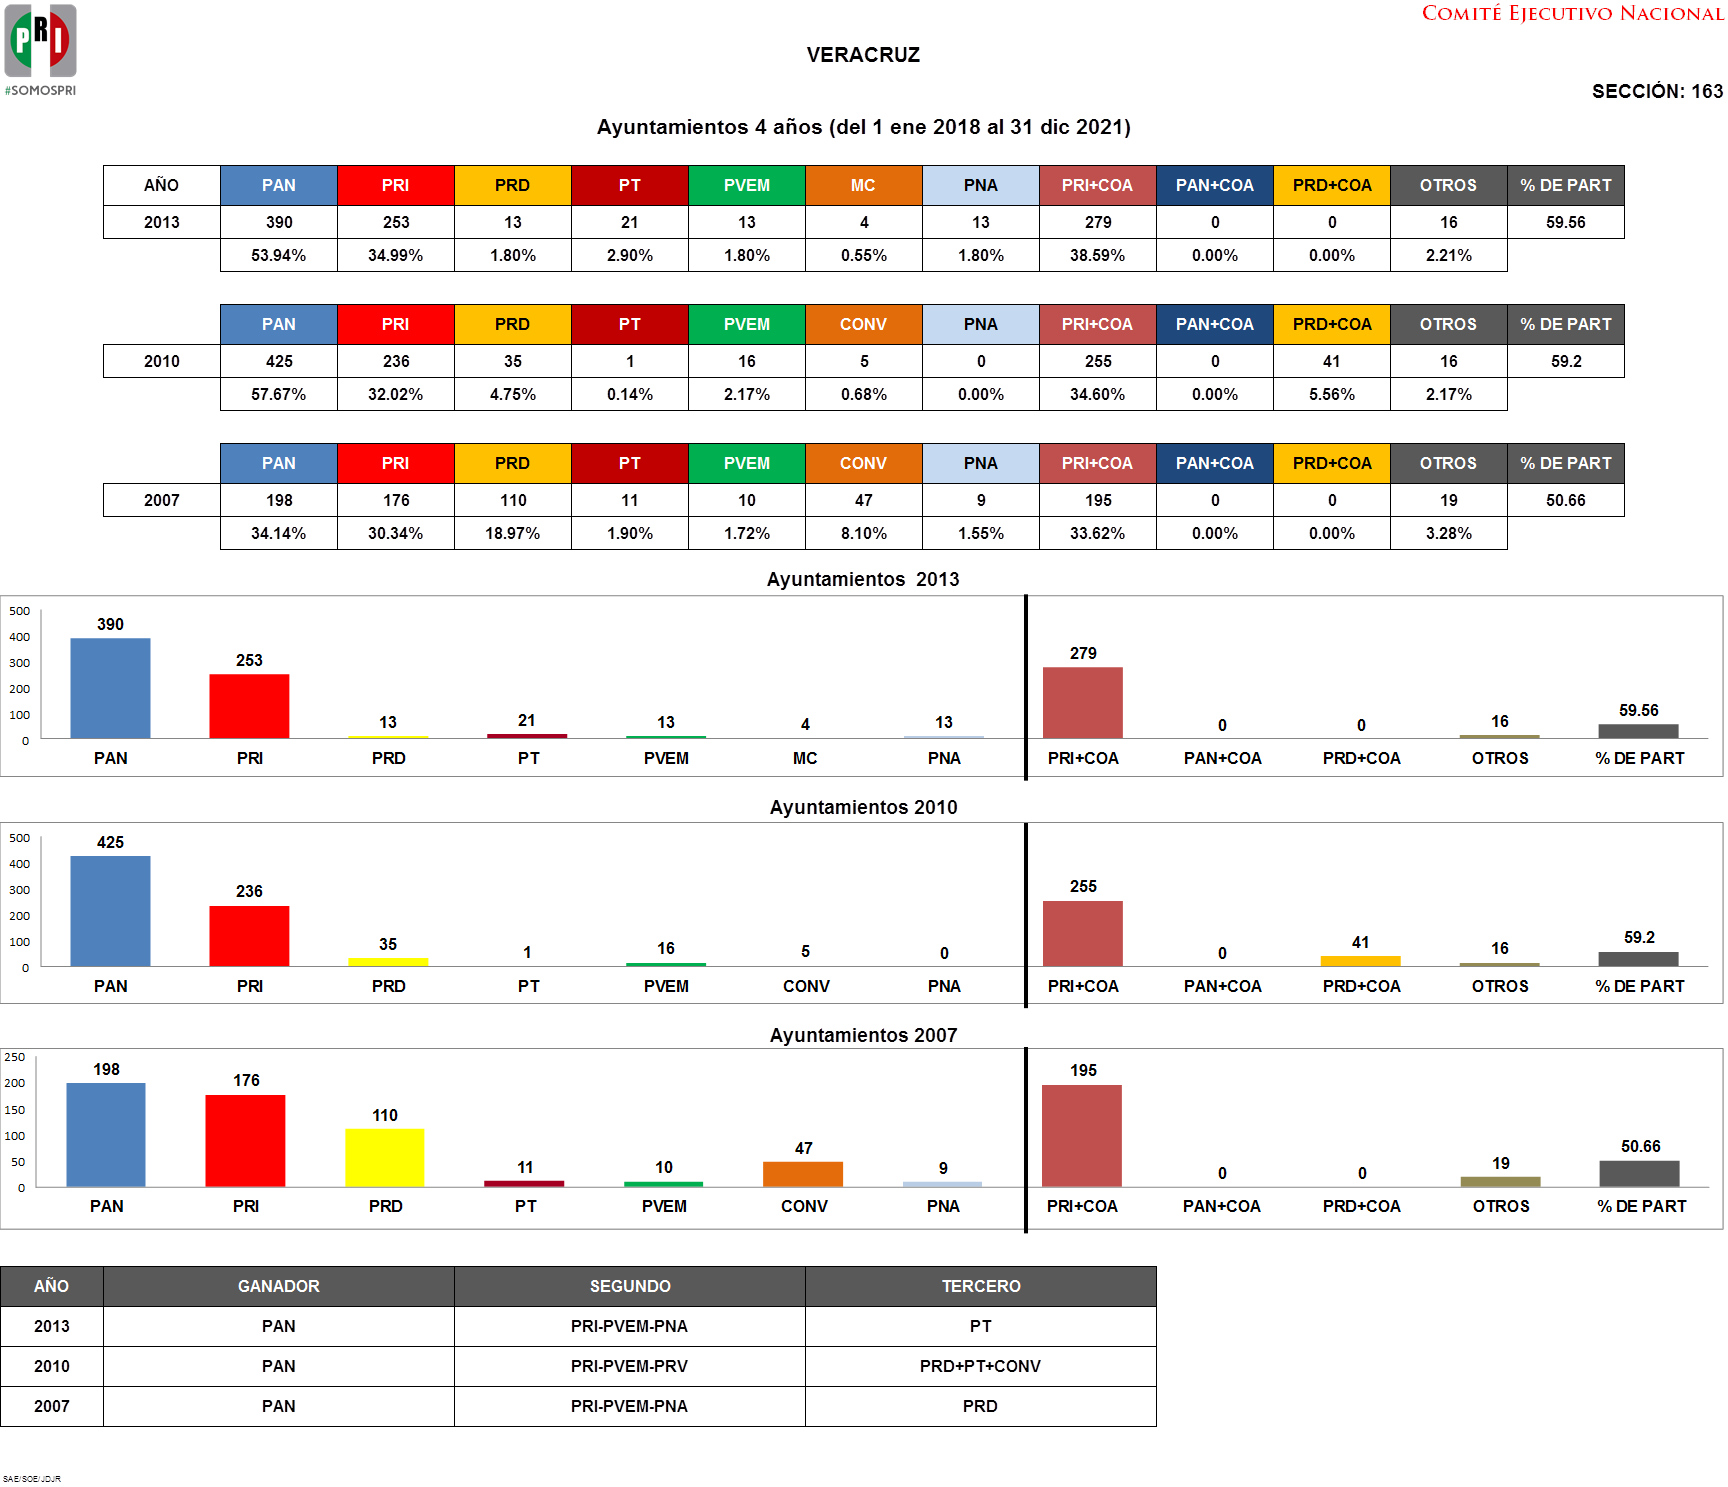 PRI
#SOMOSPRI
COMITÉ EJECUTIVO NACIONAL
VERACRUZ
SECCIÓN: 163
Ayuntamientos 4 años (del 1 ene 2018 al 31 dic 2021)
AÑO PAN PRI PRD PT PVEM MC PNA PRI+COA PAN+COA PRD+COA OTROS % DE PART
2013 390 253 13 21 13 4 13 279 0 0 16 59.56
53.94% 34.99% 1.80% 2.90% 1.80% 0.55% 1.80% 38.59% 0.00% 0.00% 2.21%
PAN PRI PRD PT PVEM CONV PNA PRI+COA PAN+COA PRD+COA OTROS % DE PART
2010 425 236 35 1 16 5 0 255 0 41 16 59.2
57.67% 32.02% 4.75% 0.14% 2.17% 0.68% 0.00% 34.60% 0.00% 5.56% 2.17%
PAN PRI PRD PT PVEM CONV PNA PRI+COA PAN+COA PRD+COA OTROS % DE PART
2007 198 176 110 11 10 47 9 195 0 0 19 50.66
34.14% 30.34% 18.97% 1.90% 1.72% 8.10% 1.55% 33.62% 0.00% 0.00% 3.28%
Ayuntamientos 2013
500
400
300
200
100
0
390 253 13 21 13 4 13 279 0 0 16 59.56
PAN PRI PRD PT PVEM MC PNA PRI+COA PAN+COA PRD+COA OTROS % DE PART
Ayuntamientos 2010
500
400
300
200
100
0
425 236 35 1 16 5 0 255 0 41 16 59.2
PAN PRI PRD PT PVEM CONV PNA PRI+COA PAN+COA PRD+COA OTROS % DE PART
Ayuntamientos 2007
250
200
150
100
50
0
198 176 110 11 10 47 9 195 0 0 19 50.66
PAN PRI PRD PT PVEM CONV PNA PRI+COA PAN+COA PRD+COA OTROS % DE PART
AÑO GANADOR SEGUNDO TERCERO
2013 PAN PRI-PVEM-PNA PT
2010 PAN PRI-PVEM-PRV PRD+PT+CONV
2007 PAN PRI-PVEM-PNA PRD
SAE/SOE/JDJR